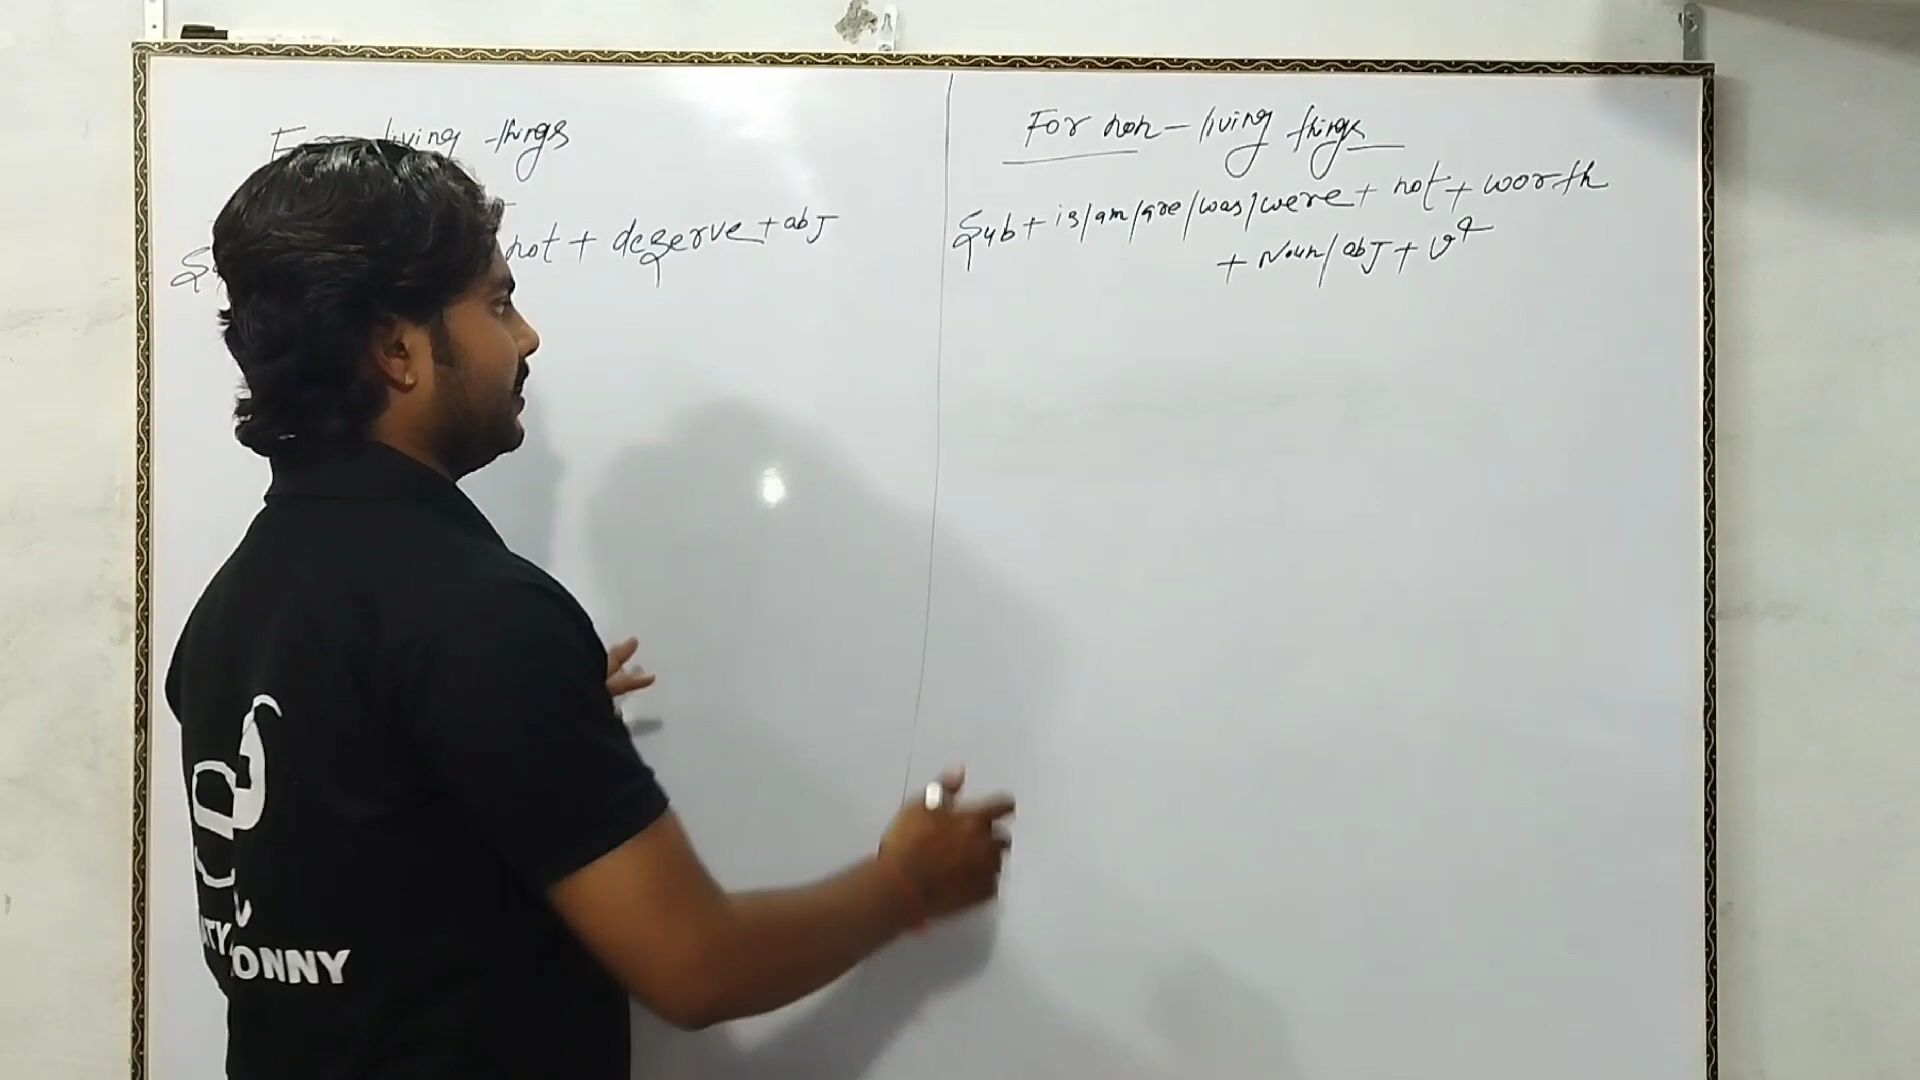 living things
not + deserve + obJ
For non-living things
Sub + is/am/are/was/were + not + worth
+ Noun/obJ + v4
ONNY